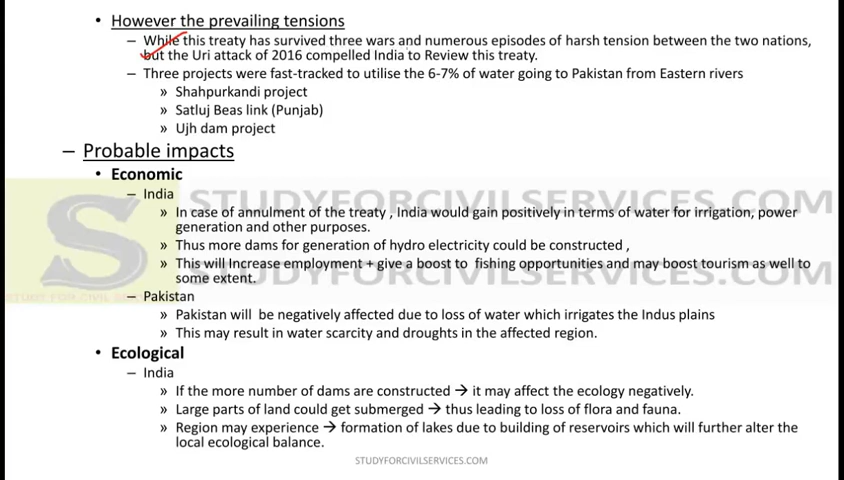 • However the prevailing tensions
– While this treaty has survived three wars and numerous episodes of harsh tension between the two nations,
but the Uri attack of 2016 compelled India to Review this treaty.
– Three projects were fast-tracked to utilise the 6-7% of water going to Pakistan from Eastern rivers
» Shahpurkandi project
» Satluj Beas link (Punjab)
» Ujh dam project
– Probable impacts
• Economic
– India
STUDYFORCIVILSERVICES.COM
» In case of annulment of the treaty , India would gain positively in terms of water for irrigation, power
generation and other purposes.
» Thus more dams for generation of hydro electricity could be constructed ,
» This will Increase employment + give a boost to fishing opportunities and may boost tourism as well to
some extent.
STUDYFORCIVILSERVICES.COM
– Pakistan
» Pakistan will be negatively affected due to loss of water which irrigates the Indus plains
» This may result in water scarcity and droughts in the affected region.
• Ecological
– India
» If the more number of dams are constructed → it may affect the ecology negatively.
» Large parts of land could get submerged → thus leading to loss of flora and fauna.
» Region may experience → formation of lakes due to building of reservoirs which will further alter the
local ecological balance.
STUDYFORCIVILSERVICES.COM